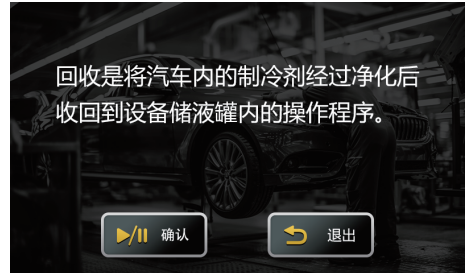 回收是将汽车内的制冷剂经过净化后
收回到设备储液罐内的操作程序。
确认
退出